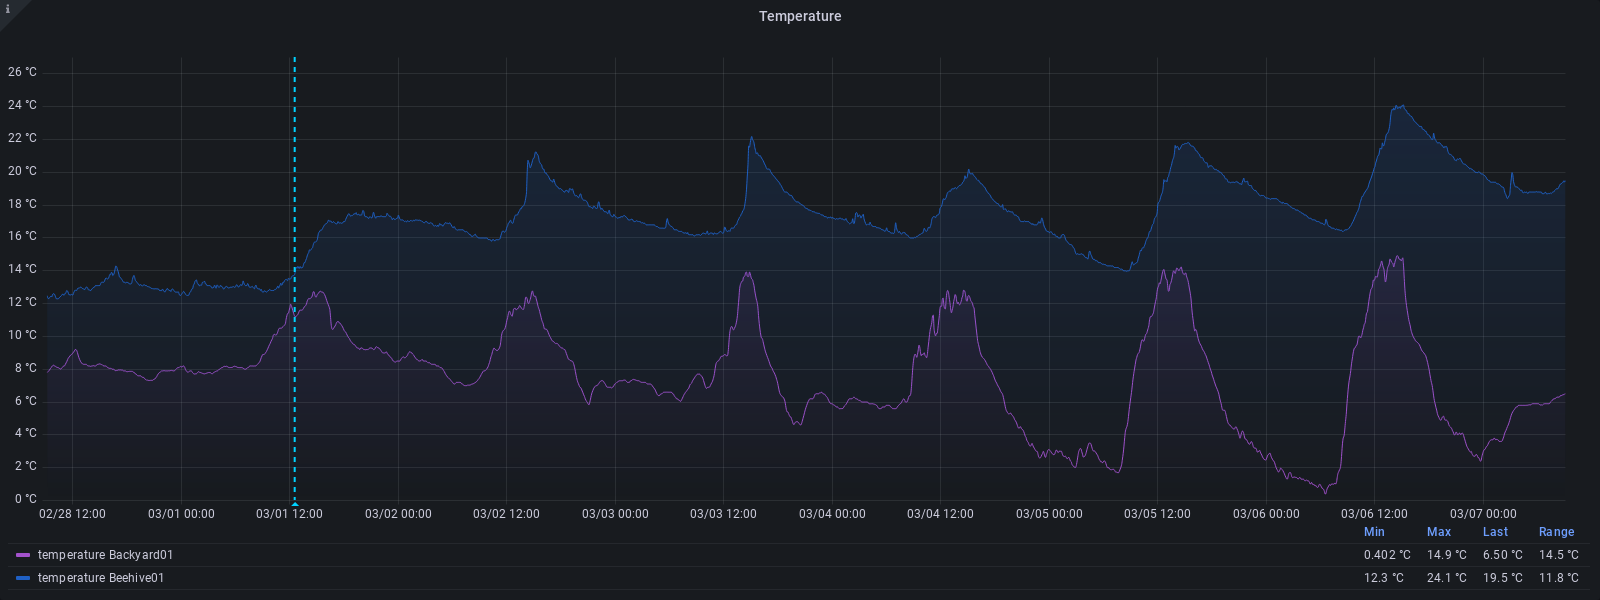 i
Temperature
26 °C
24 °C
22 °C
20 °C
18 °C
16 °C
14 °C
12 °C
10 °C
8 °C
6 °C
4 °C
2 °C
0 °C
02/28 12:00 03/01 00:00 03/01 12:00 03/02 00:00 03/02 12:00 03/03 00:00 03/03 12:00 03/04 00:00 03/04 12:00 03/05 00:00 03/05 12:00 03/06 00:00 03/06 12:00 03/07 00:00
Min Max Last Range
temperature Backyard01 0.402 °C 14.9 °C 6.50 °C 14.5 °C
temperature Beehive01 12.3 °C 24.1 °C 19.5 °C 11.8 °C